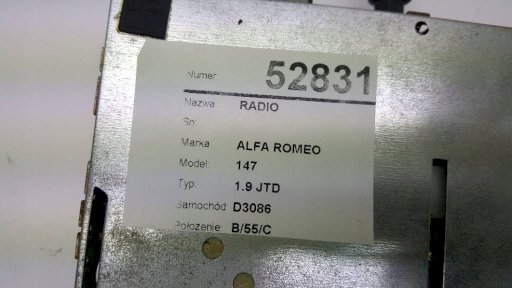 Numer 52831
Nazwa RADIO
Sn
Marka ALFA ROMEO
Model: 147
Typ 1.9 JTD
Samochód D3086
Położenie B/55/C